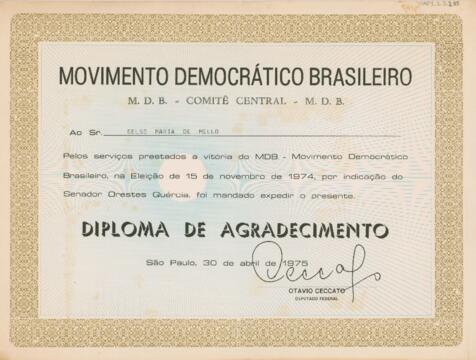 MOVIMENTO DEMOCRÁTICO BRASILEIRO
M. D. B. - COMITÊ CENTRAL - M. D. B.
Ao Sr. CELSO MARIA DE MELLO
Pelos serviços prestados a vitória do MDB - Movimento Democrático
Brasileiro, na Eleição de 15 de novembro de 1974, por indicação do
Senador Orestes Quércia, foi mandado expedir o presente.
DIPLOMA DE AGRADECIMENTO
São Paulo, 30 de abril de 1975
Ceccato
OTAVIO CECCATO
DEPUTADO FEDERAL